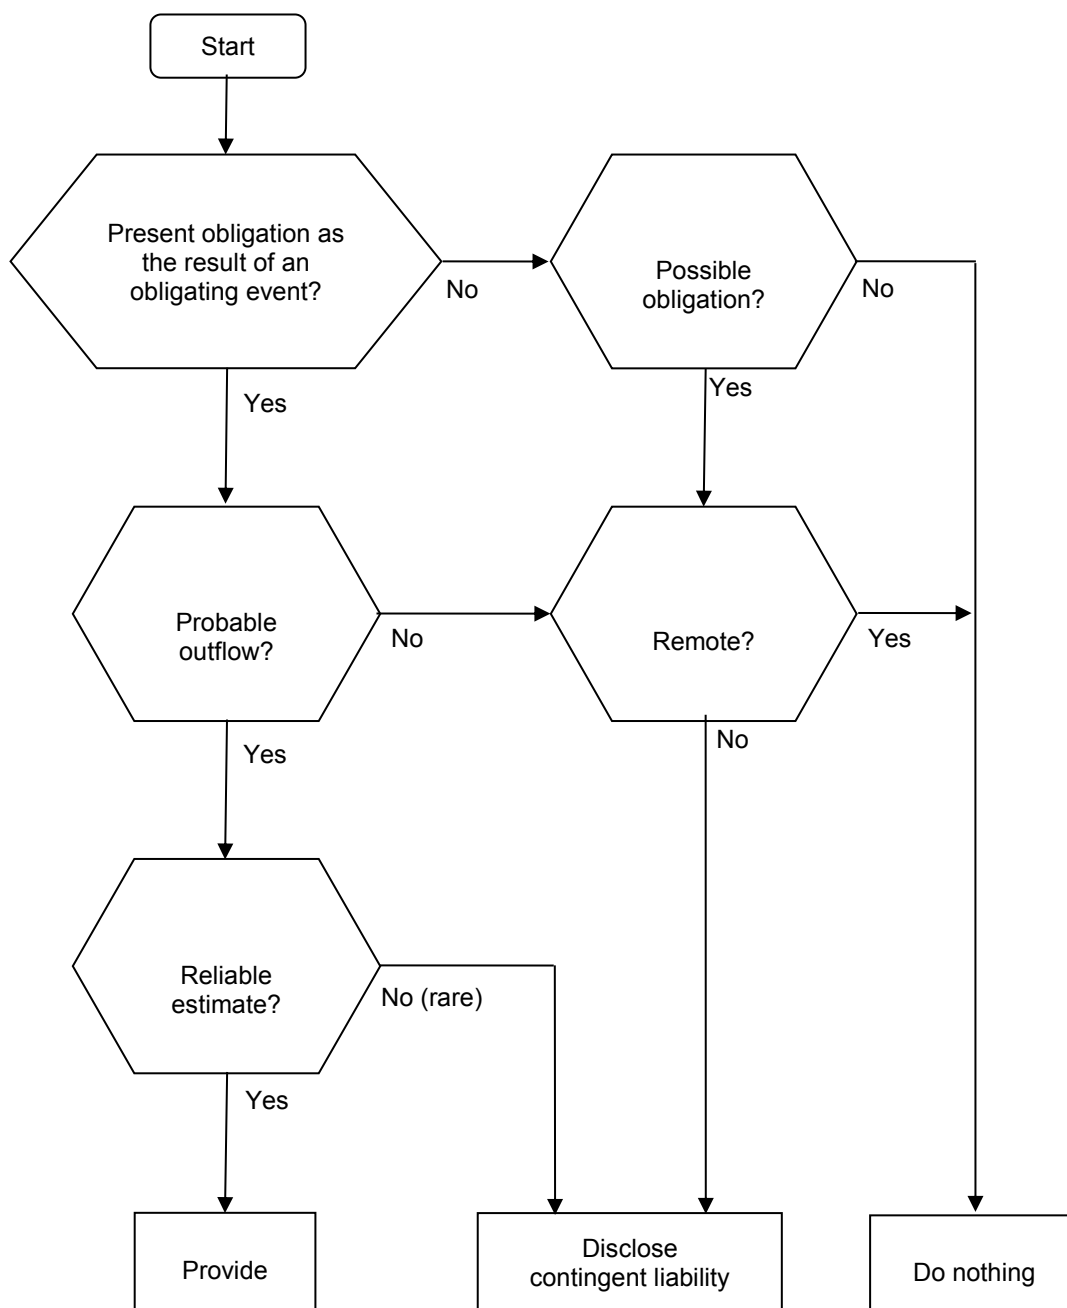 Start
Present obligation as
the result of an
obligating event?
No
Possible
obligation?
No
Yes
Yes
Probable
outflow?
No
Remote?
Yes
Yes
No
Reliable
estimate?
No (rare)
Yes
Provide
Disclose
contingent liability
Do nothing